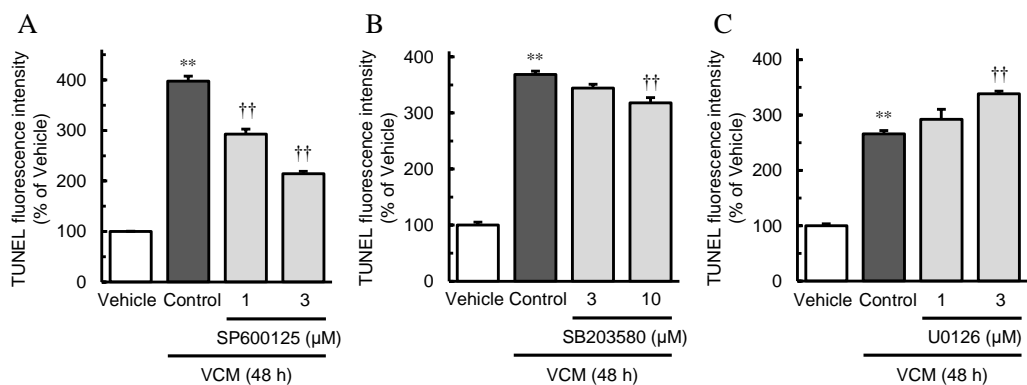 A
TUNEL fluorescence intensity
(% of Vehicle)
400
300
200
100
0
**
††
††
Vehicle Control 1 3
SP600125 (µM)
VCM (48 h)
B
TUNEL fluorescence intensity
(% of Vehicle)
400
300
200
100
0
**
††
Vehicle Control 3 10
SB203580 (µM)
VCM (48 h)
C
TUNEL fluorescence intensity
(% of Vehicle)
400
300
200
100
0
**
††
Vehicle Control 1 3
U0126 (µM)
VCM (48 h)